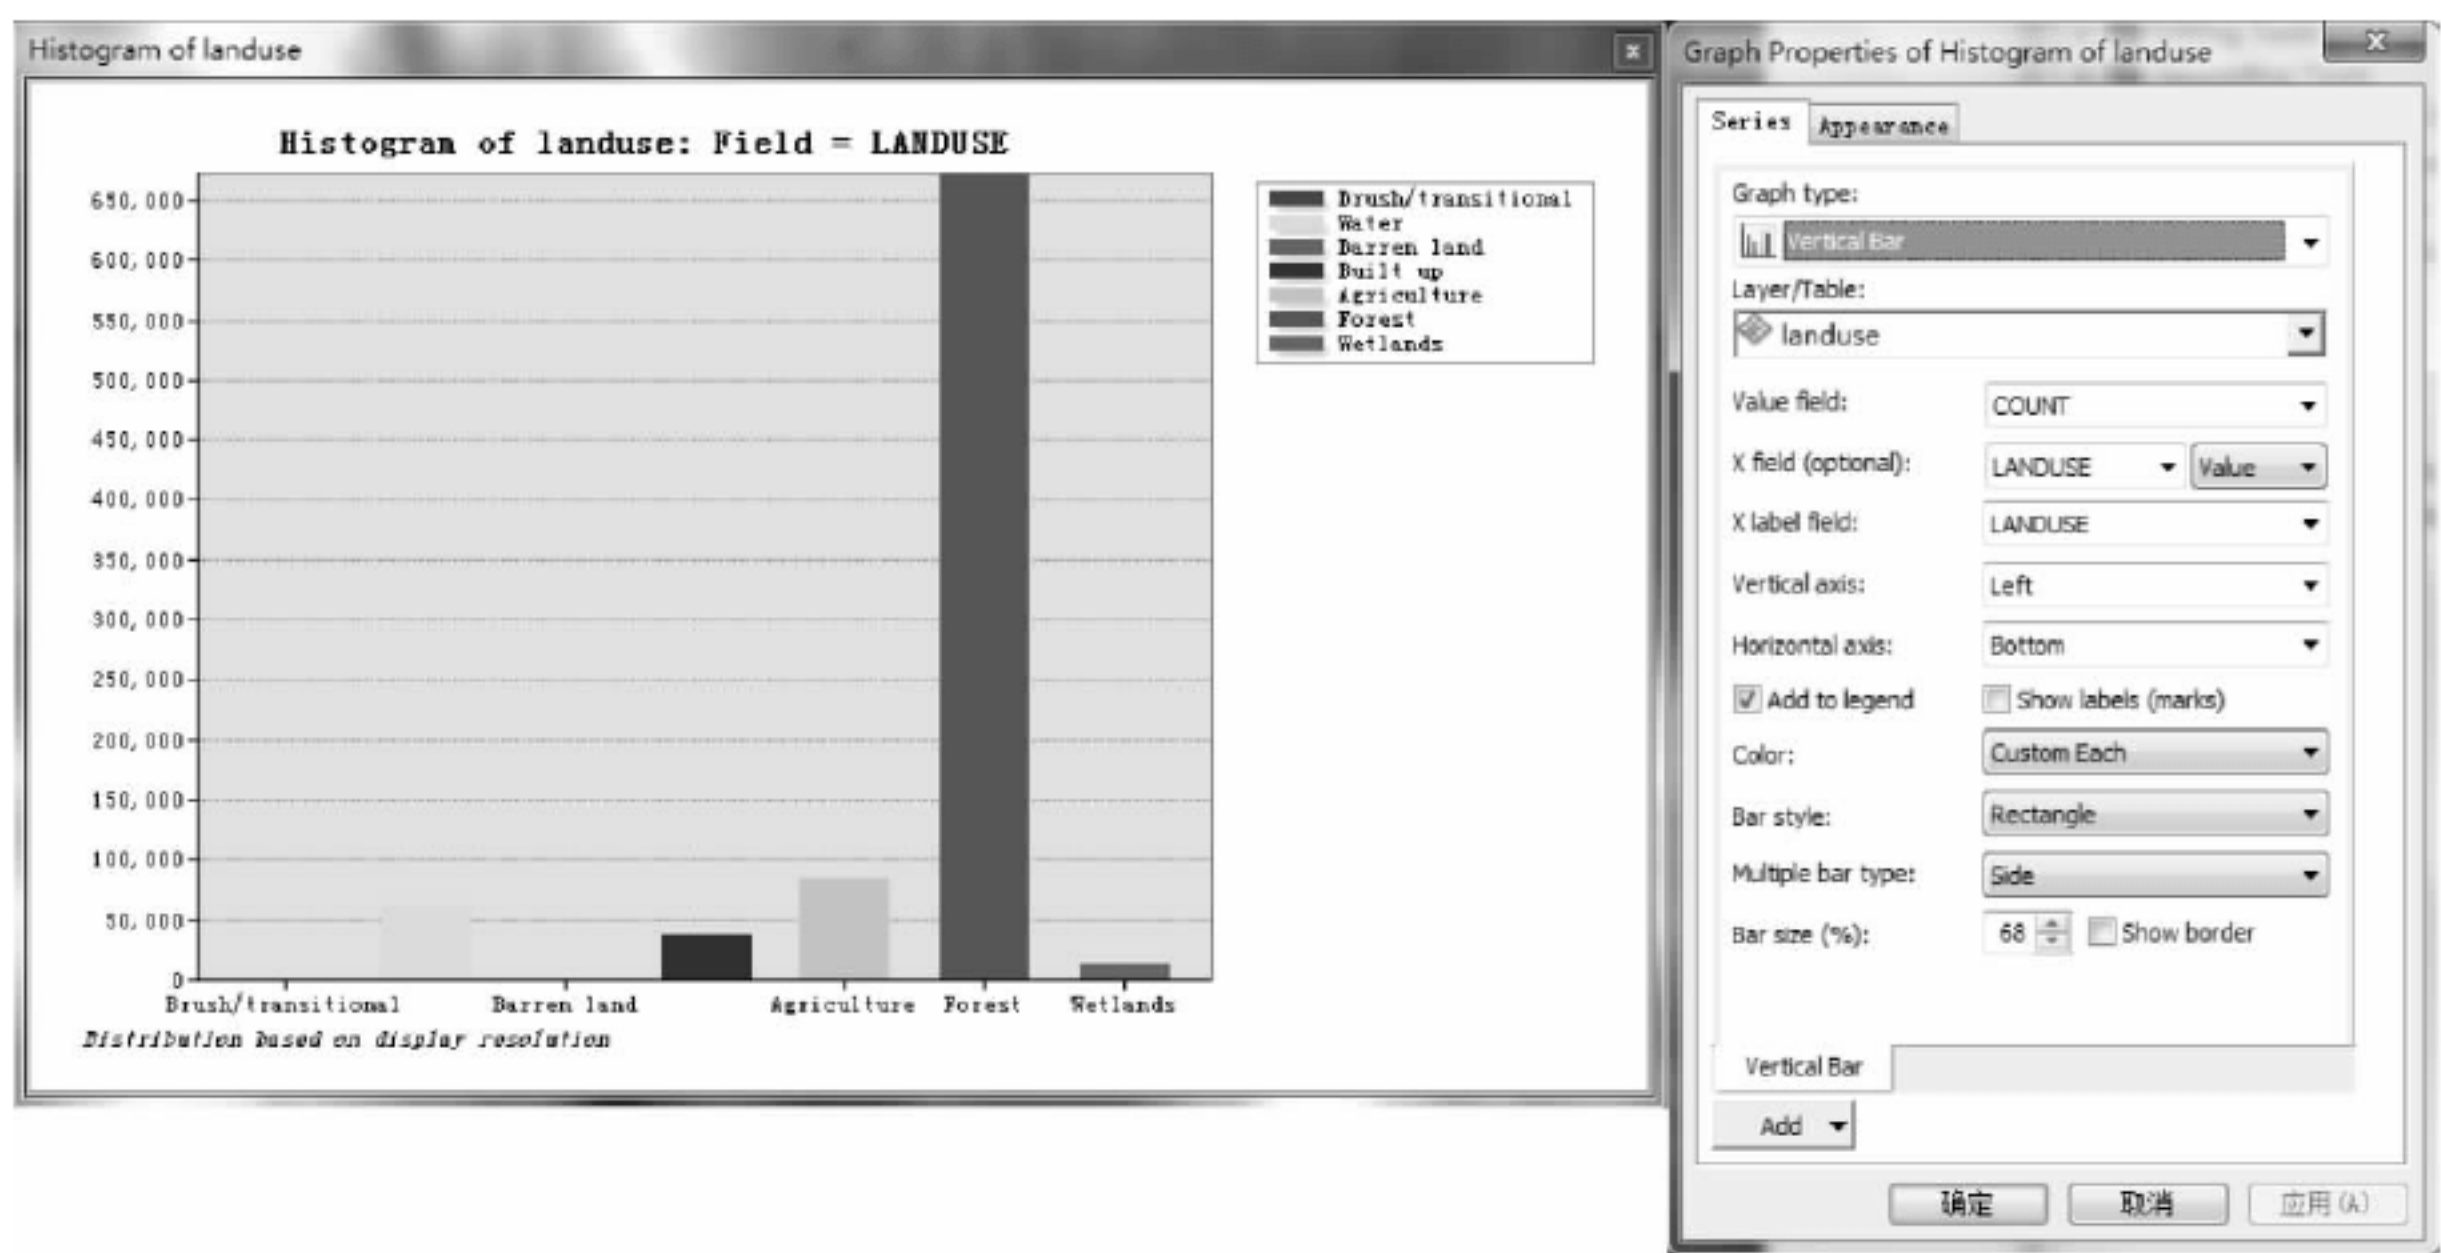 Histogram of landuse
Histogram of landuse: Field = LANDUSE
650,000
600,000
550,000
500,000
450,000
400,000
350,000
300,000
250,000
200,000
150,000
100,000
50,000
0
Brush/transitional
Barren land
Agriculture
Forest
Wetlands
Distribution based on display resolution
Brush/transitional
Water
Barren land
Built up
Agriculture
Forest
Wetlands
Graph Properties of Histogram of landuse
Series
Appearance
Graph type:
Vertical Bar
Layer/Table:
landuse
Value field:
COUNT
X field (optional):
LANDUSE
Value
X label field:
LANDUSE
Vertical axis:
Left
Horizontal axis:
Bottom
Add to legend
Show labels (marks)
Color:
Custom Each
Bar style:
Rectangle
Multiple bar type:
Side
Bar size (%):
68
Show border
Vertical Bar
Add
确定
取消
应用(A)